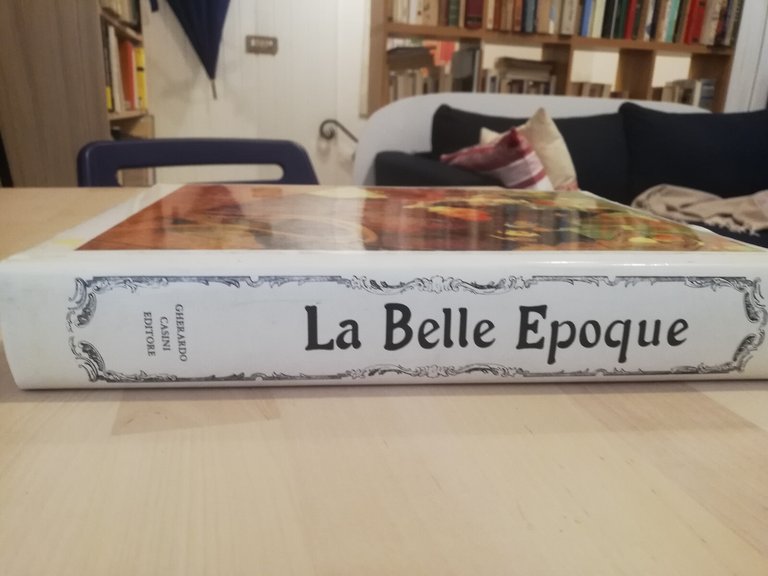 GHERARDO
CASINI
EDITORE
La Belle Epoque